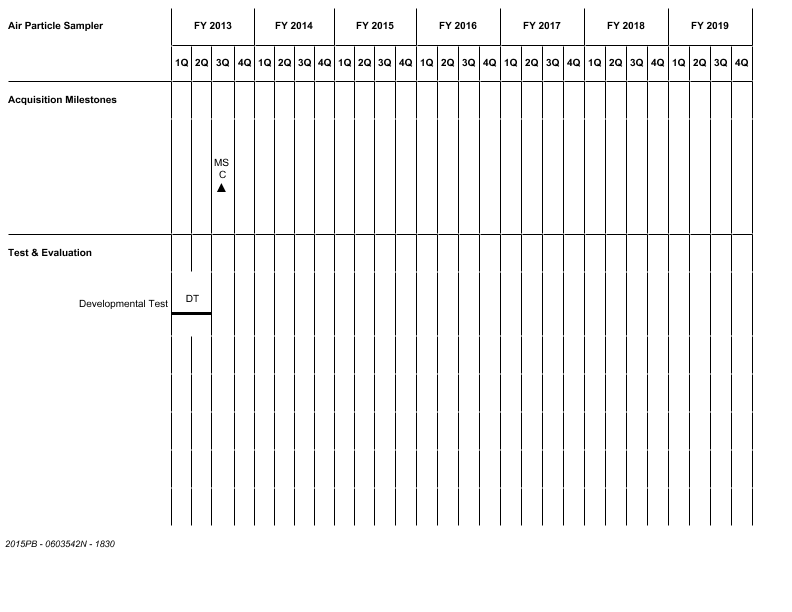 Air Particle Sampler FY 2013 FY 2014 FY 2015 FY 2016 FY 2017 FY 2018 FY 2019
1Q 2Q 3Q 4Q 1Q 2Q 3Q 4Q 1Q 2Q 3Q 4Q 1Q 2Q 3Q 4Q 1Q 2Q 3Q 4Q 1Q 2Q 3Q 4Q 1Q 2Q 3Q 4Q
Acquisition Milestones
MS
C
Test & Evaluation
DT
Developmental Test
2015PB - 0603542N - 1830